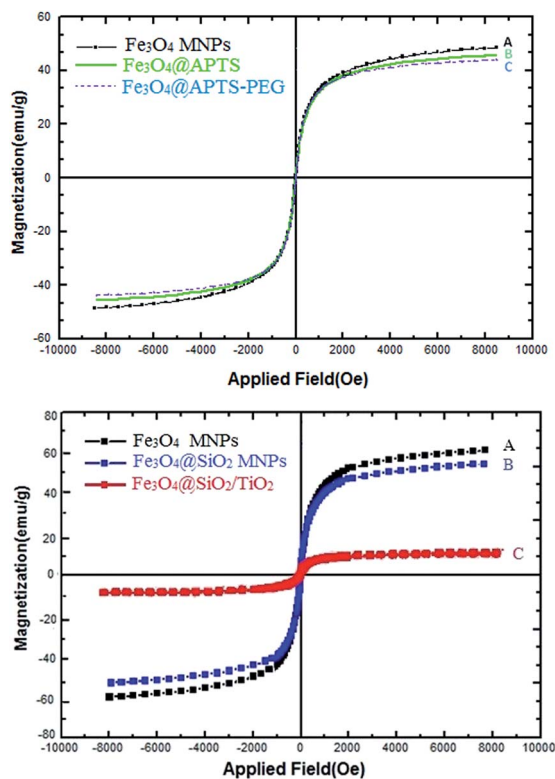 60
40
20
0
-20
-40
-60
Magnetization(emu/g)
Fe₃O₄ MNPs
Fe₃O₄@APTS
Fe₃O₄@APTS-PEG
A
B
C
-10000 -8000 -6000 -4000 -2000 0 2000 4000 6000 8000 10000
Applied Field(Oe)
80
60
40
20
0
-20
-40
-60
-80
Magnetization(emu/g)
Fe₃O₄ MNPs
Fe₃O₄@SiO₂ MNPs
Fe₃O₄@SiO₂/TiO₂
A
B
C
-10000 -8000 -6000 -4000 -2000 0 2000 4000 6000 8000 10000
Applied Field(Oe)